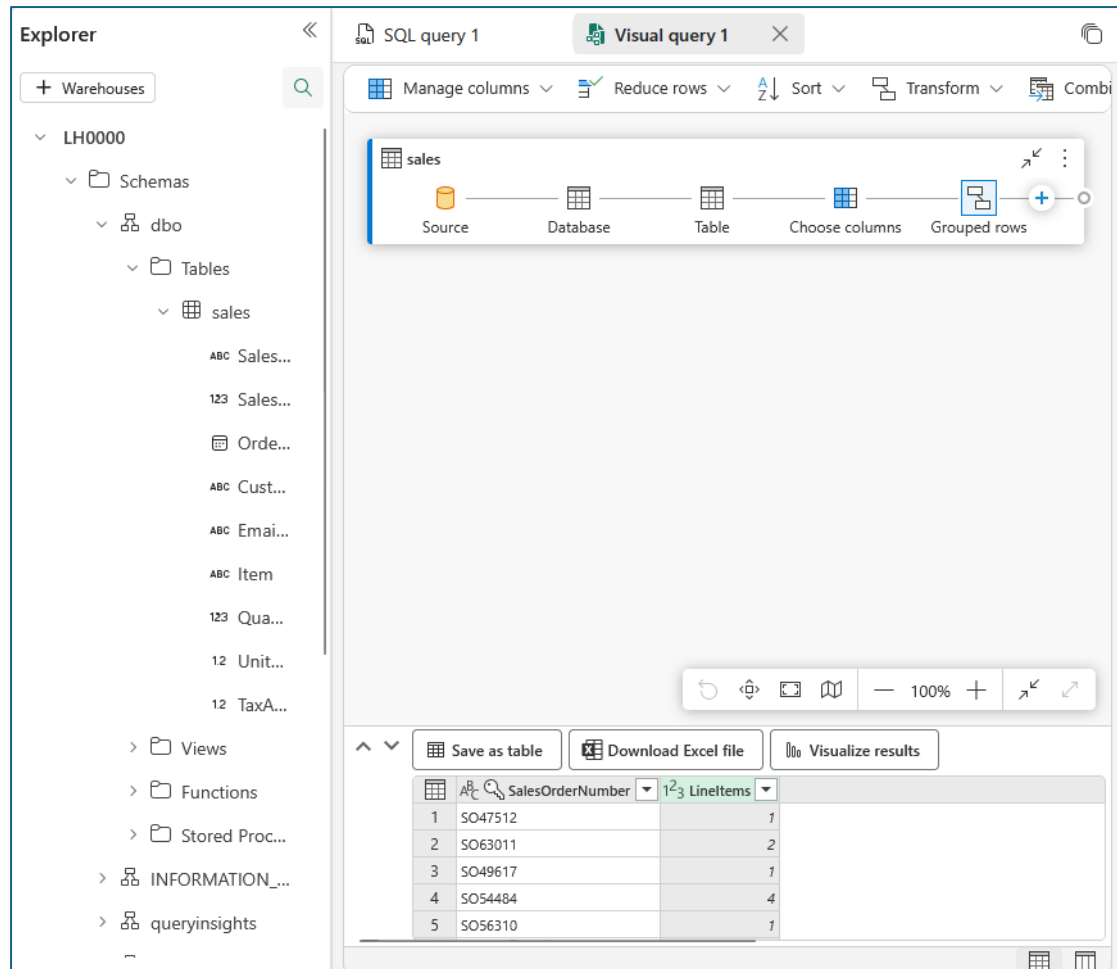 Explorer
+ Warehouses
LH0000
Schemas
dbo
Tables
sales
ABC Sales...
123 Sales...
Orde...
ABC Cust...
ABC Emai...
ABC Item
123 Qua...
1.2 Unit...
1.2 TaxA...
Views
Functions
Stored Proc...
INFORMATION_...
queryinsights
SQL SQL query 1
Visual query 1
Manage columns
Reduce rows
AZ Sort
Transform
Combi
sales
Source
Database
Table
Choose columns
Grouped rows
100%
Save as table
Download Excel file
Visualize results
ABC SalesOrderNumber 123 LineItems
1 SO47512 1
2 SO63011 2
3 SO49617 1
4 SO54484 4
5 SO56310 1